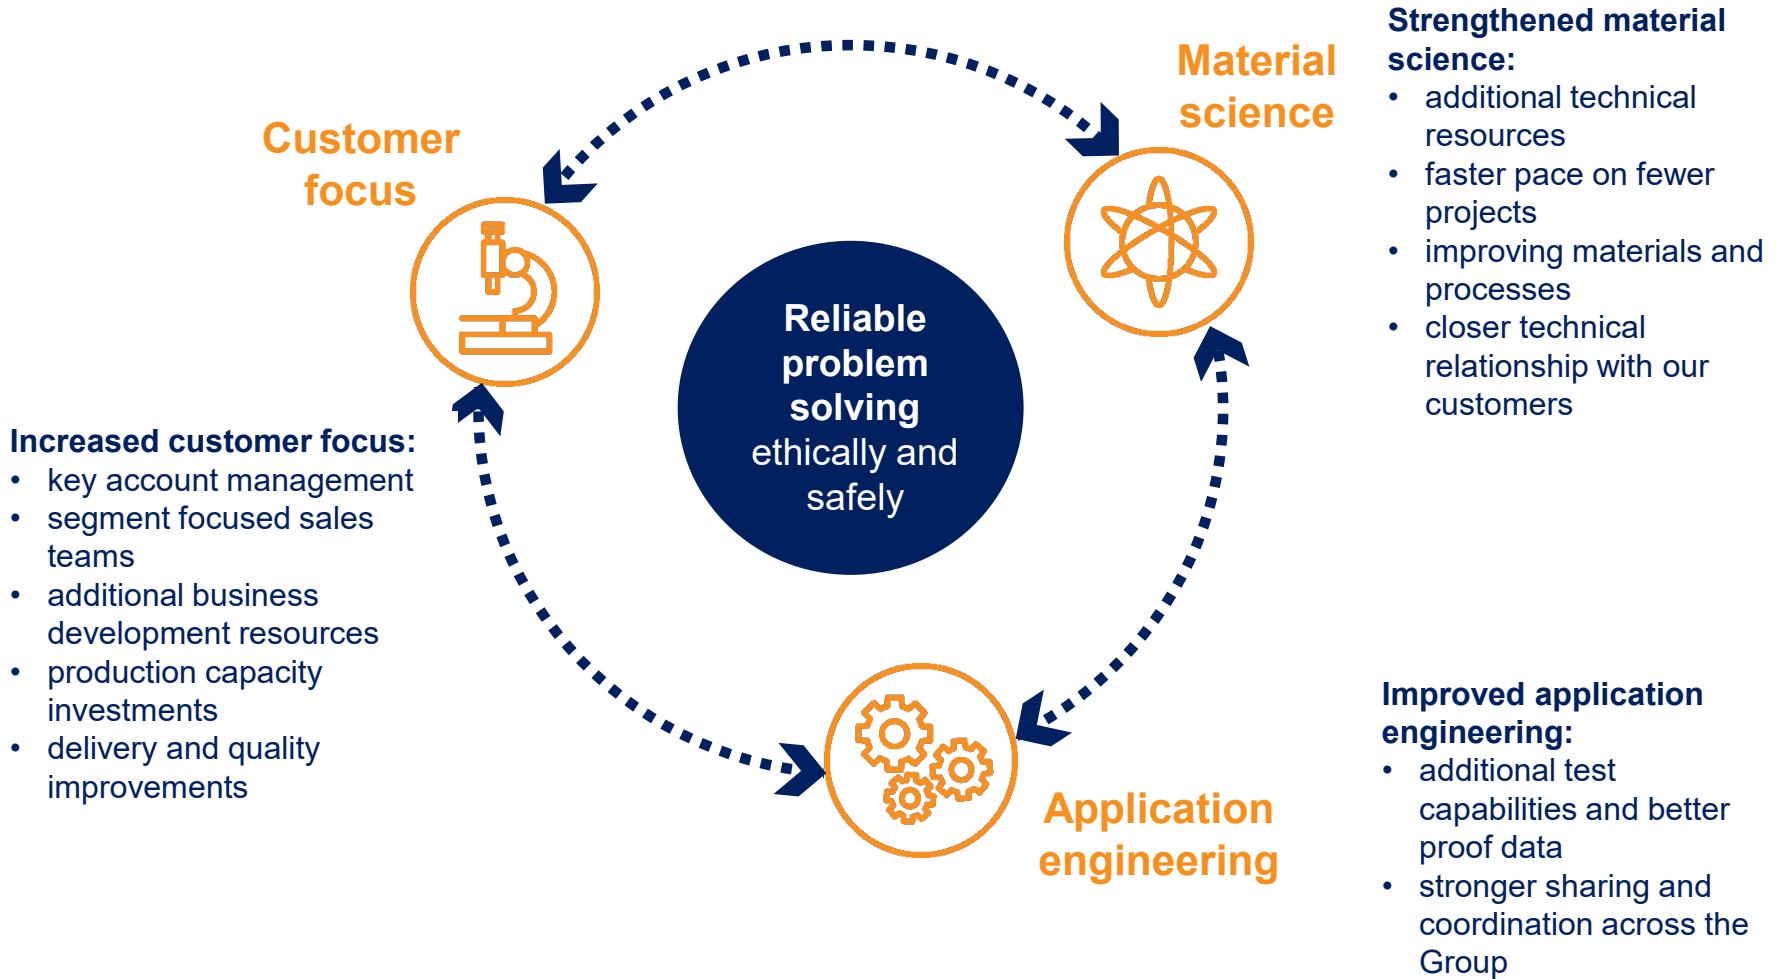 Customer
focus
Material
science
Reliable
problem
solving
ethically and
safely
Application
engineering
Increased customer focus:
• key account management
• segment focused sales
teams
• additional business
development resources
• production capacity
investments
• delivery and quality
improvements
Strengthened material
science:
• additional technical
resources
• faster pace on fewer
projects
• improving materials and
processes
• closer technical
relationship with our
customers
Improved application
engineering:
• additional test
capabilities and better
proof data
• stronger sharing and
coordination across the
Group